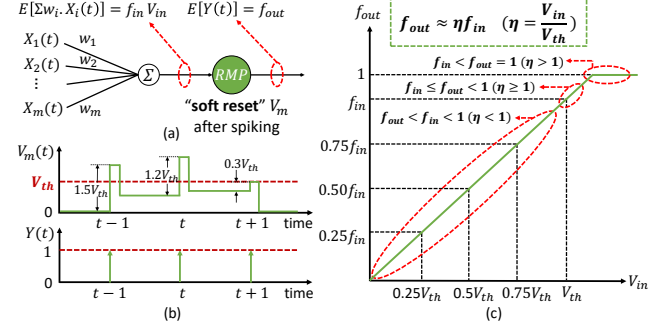 E[Σwᵢ. Xᵢ(t)] = f_in V_in
E[Y(t)] = f_out
X₁(t) w₁
X₂(t) w₂
⋮ ⋮
X_m(t) w_m
Σ
RMP
"soft reset" V_m
after spiking
(a)
V_m(t)
V_th
0
1.5V_th
1.2V_th
0.3V_th
t − 1 t t + 1 time
Y(t)
1
0
t − 1 t t + 1 time
(b)
f_out
f_out ≈ ηf_in (η = V_in/V_th)
1
f_in < f_out = 1 (η > 1)
f_in ≤ f_out < 1 (η ≥ 1)
f_out < f_in < 1 (η < 1)
f_in
0.75f_in
0.50f_in
0.25f_in
0
0.25V_th 0.5V_th 0.75V_th V_th V_in
(c)